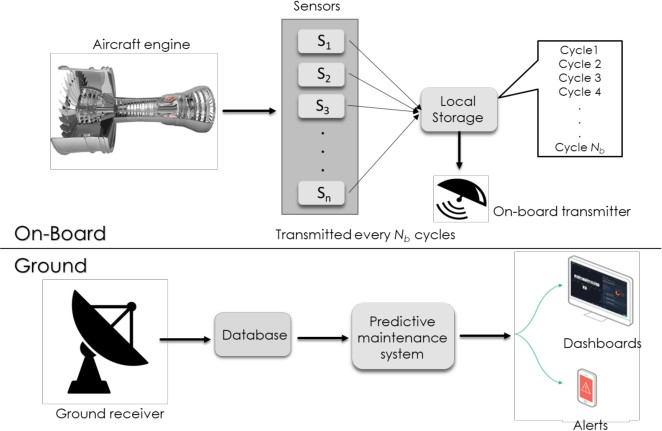 Sensors
Aircraft engine
S1
S2
S3
.
.
.
Sn
Local
Storage
Cycle1
Cycle 2
Cycle 3
Cycle 4
.
.
.
Cycle Nb
On-board transmitter
On-Board
Transmitted every Nb cycles
Ground
Database
Predictive
maintenance
system
Dashboards
Ground receiver
Alerts